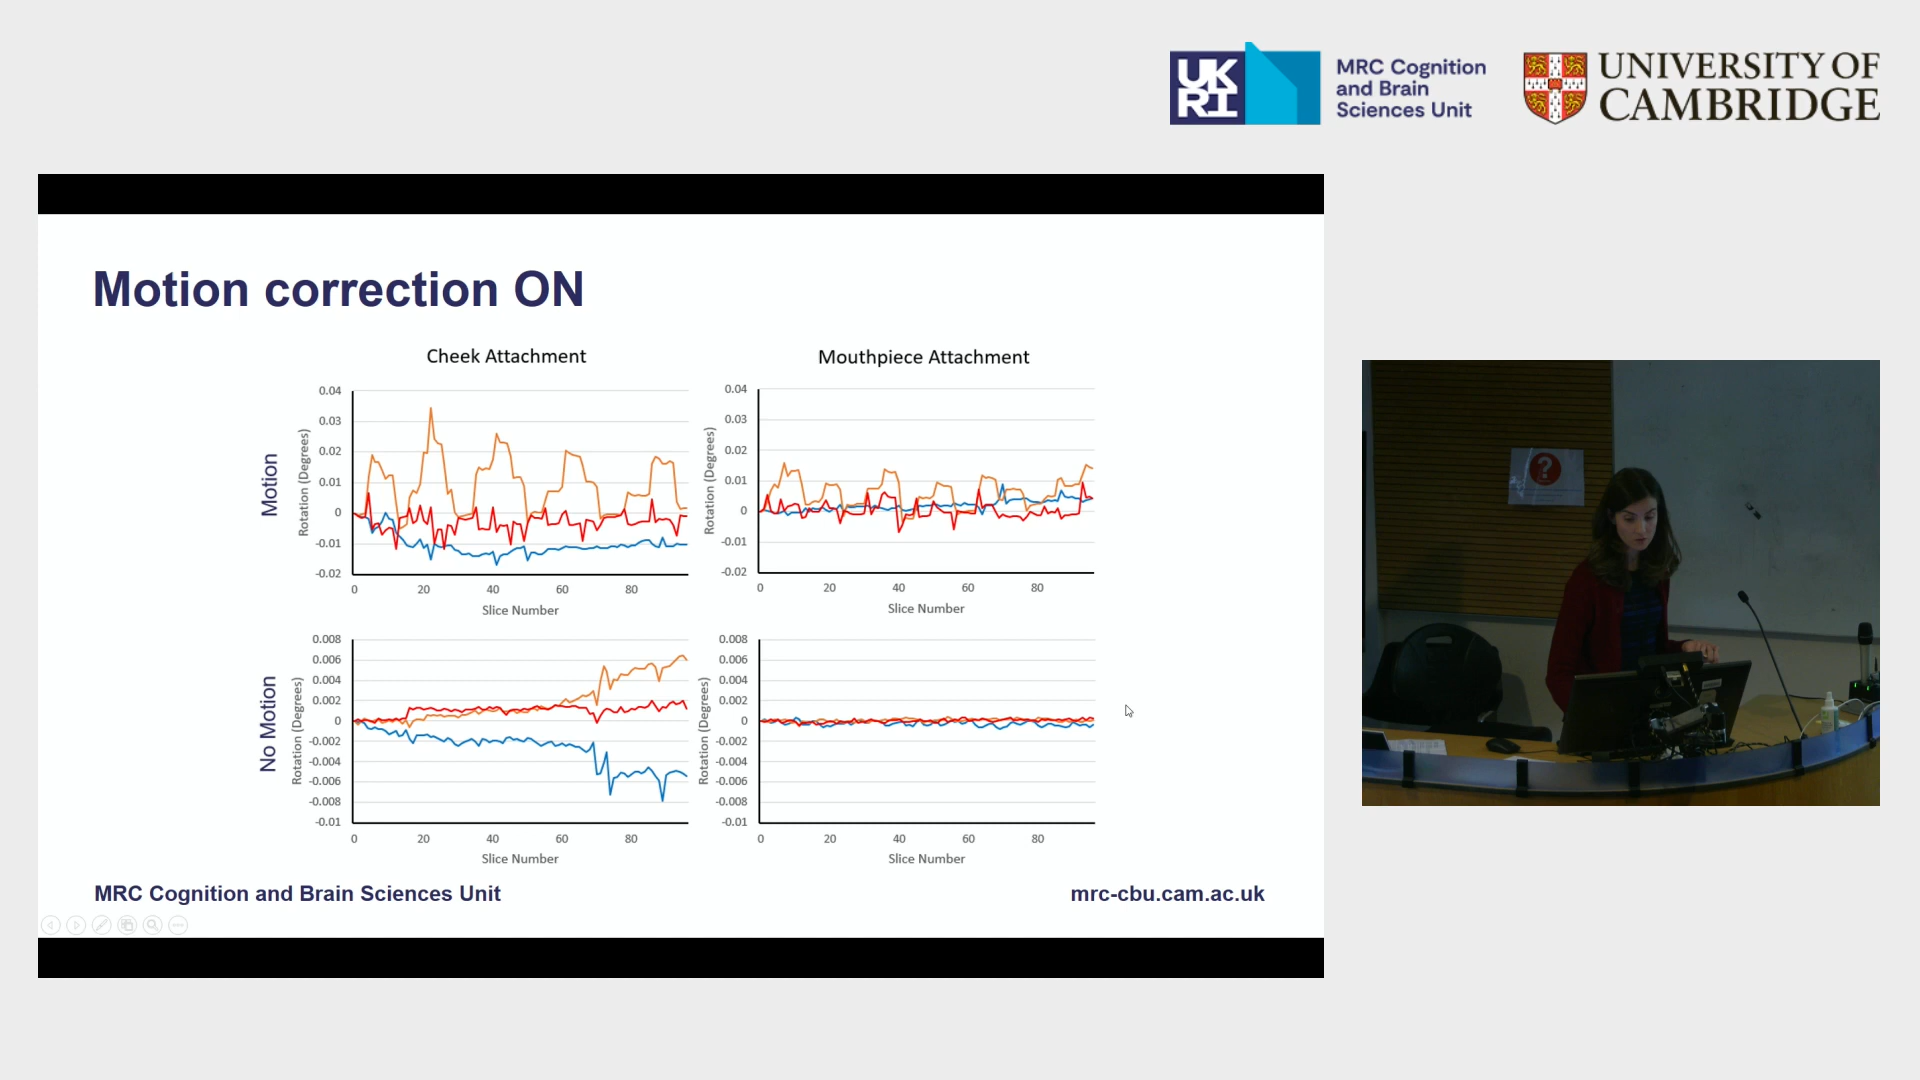 UK
RI
MRC Cognition
and Brain
Sciences Unit
UNIVERSITY OF
CAMBRIDGE
Motion correction ON
Cheek Attachment
Mouthpiece Attachment
Motion
Rotation (Degrees)
0.04
0.03
0.02
0.01
0
-0.01
-0.02
0 20 40 60 80
Slice Number
Rotation (Degrees)
0.04
0.03
0.02
0.01
0
-0.01
-0.02
0 20 40 60 80
Slice Number
No Motion
Rotation (Degrees)
0.008
0.006
0.004
0.002
0
-0.002
-0.004
-0.006
-0.008
-0.01
0 20 40 60 80
Slice Number
Rotation (Degrees)
0.008
0.006
0.004
0.002
0
-0.002
-0.004
-0.006
-0.008
-0.01
0 20 40 60 80
Slice Number
MRC Cognition and Brain Sciences Unit
mrc-cbu.cam.ac.uk
?